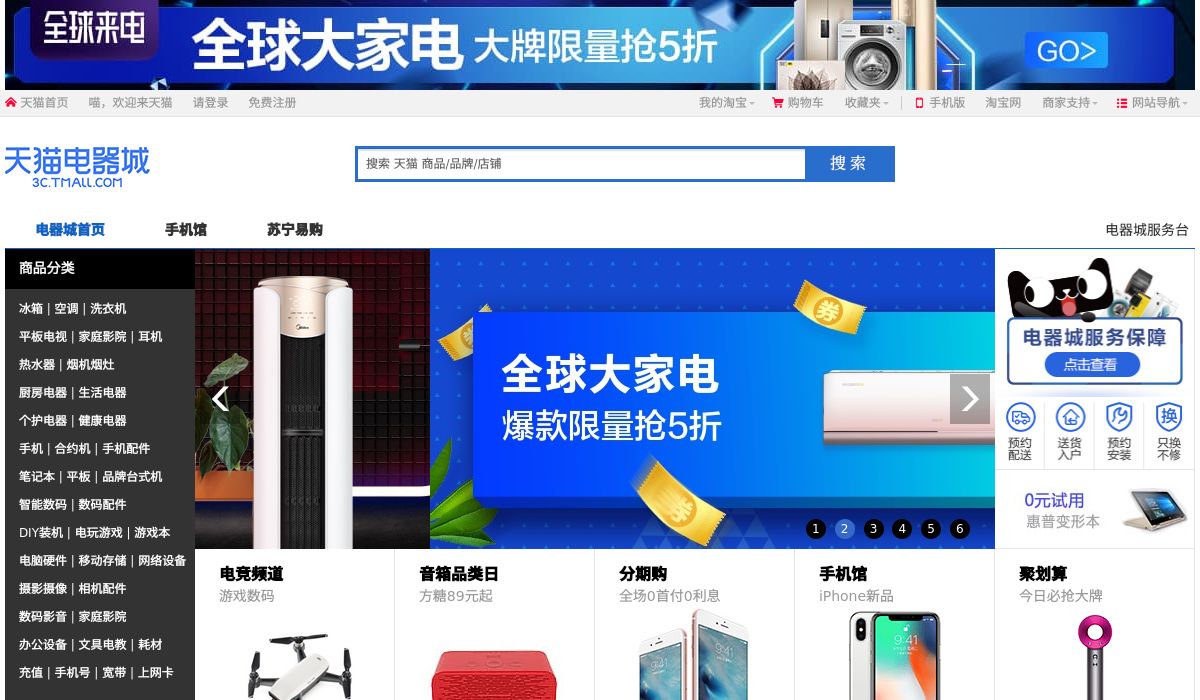 全球来电
全球大家电 大牌限量抢5折
GO>
天猫首页 喵，欢迎来天猫 请登录 免费注册 我的淘宝 购物车 收藏夹 手机版 淘宝网 商家支持 网站导航
天猫电器城
3C.TMALL.COM
搜索 天猫 商品/品牌/店铺 搜索
电器城首页 手机馆 苏宁易购 电器城服务台
商品分类
冰箱 | 空调 | 洗衣机
平板电视 | 家庭影院 | 耳机
热水器 | 烟机烟灶
厨房电器 | 生活电器
个护电器 | 健康电器
手机 | 合约机 | 手机配件
笔记本 | 平板 | 品牌台式机
智能数码 | 数码配件
DIY装机 | 电玩游戏 | 游戏本
电脑硬件 | 移动存储 | 网络设备
摄影摄像 | 相机配件
数码影音 | 家庭影院
办公设备 | 文具电教 | 耗材
充值 | 手机号 | 宽带 | 上网卡
Midea
券
券
券
全球大家电
爆款限量抢5折
1 2 3 4 5 6
电器城服务保障
点击查看
预约配送
送货入户
预约安装
换
只换不修
0元试用
惠普变形本
电竞频道
游戏数码
音箱品类日
方糖89元起
分期购
全场0首付0利息
9:41
9:41
手机馆
iPhone新品
9:41
聚划算
今日必抢大牌